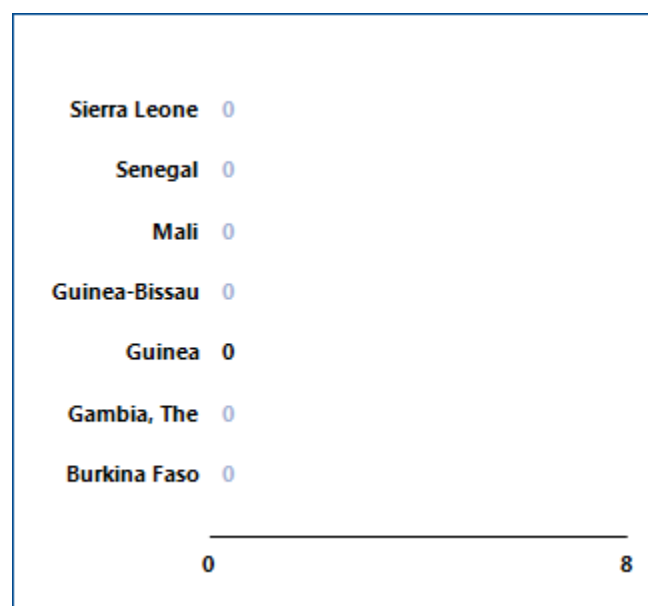 Sierra Leone 0
Senegal 0
Mali 0
Guinea-Bissau 0
Guinea 0
Gambia, The 0
Burkina Faso 0
0 8